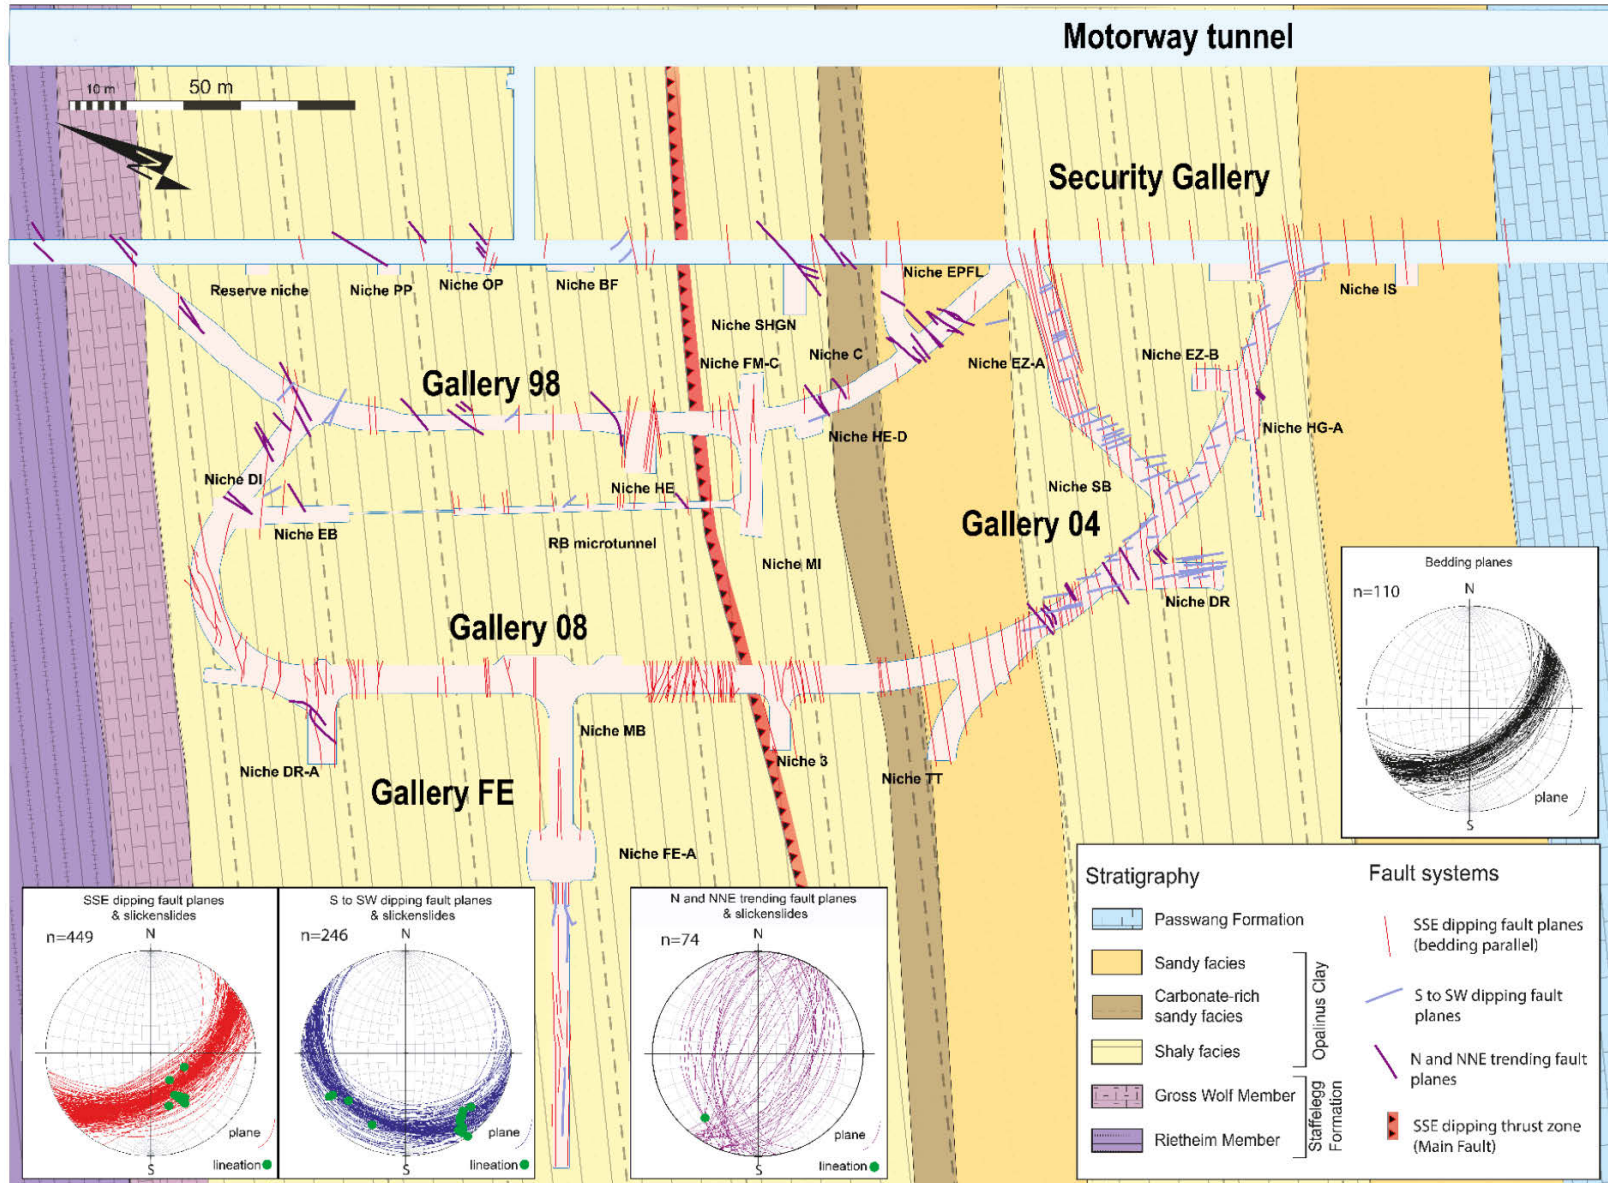 Motorway tunnel
10 m
50 m
N
Security Gallery
Reserve niche
Niche PP
Niche OP
Niche BF
Niche EPFL
Niche IS
Niche SHGN
Niche C
Niche FM-C
Niche EZ-A
Niche EZ-B
Gallery 98
Niche HE-D
Niche HG-A
Niche DI
Niche HE
Niche SB
Gallery 04
Niche EB
RB microtunnel
Niche MI
Niche DR
Gallery 08
Niche MB
Niche 3
Niche TT
Niche DR-A
Gallery FE
Niche FE-A
Bedding planes
n=110
N
plane
S
SSE dipping fault planes
& slickenslides
n=449
N
plane
S
lineation
S to SW dipping fault planes
& slickenslides
n=246
N
plane
S
lineation
N and NNE trending fault planes
& slickenslides
n=74
N
plane
S
lineation
Stratigraphy
Passwang Formation
Sandy facies
Carbonate-rich
sandy facies
Shaly facies
Opalinus Clay
Gross Wolf Member
Rietheim Member
Staffelegg
Formation
Fault systems
SSE dipping fault planes
(bedding parallel)
S to SW dipping fault
planes
N and NNE trending fault
planes
SSE dipping thrust zone
(Main Fault)